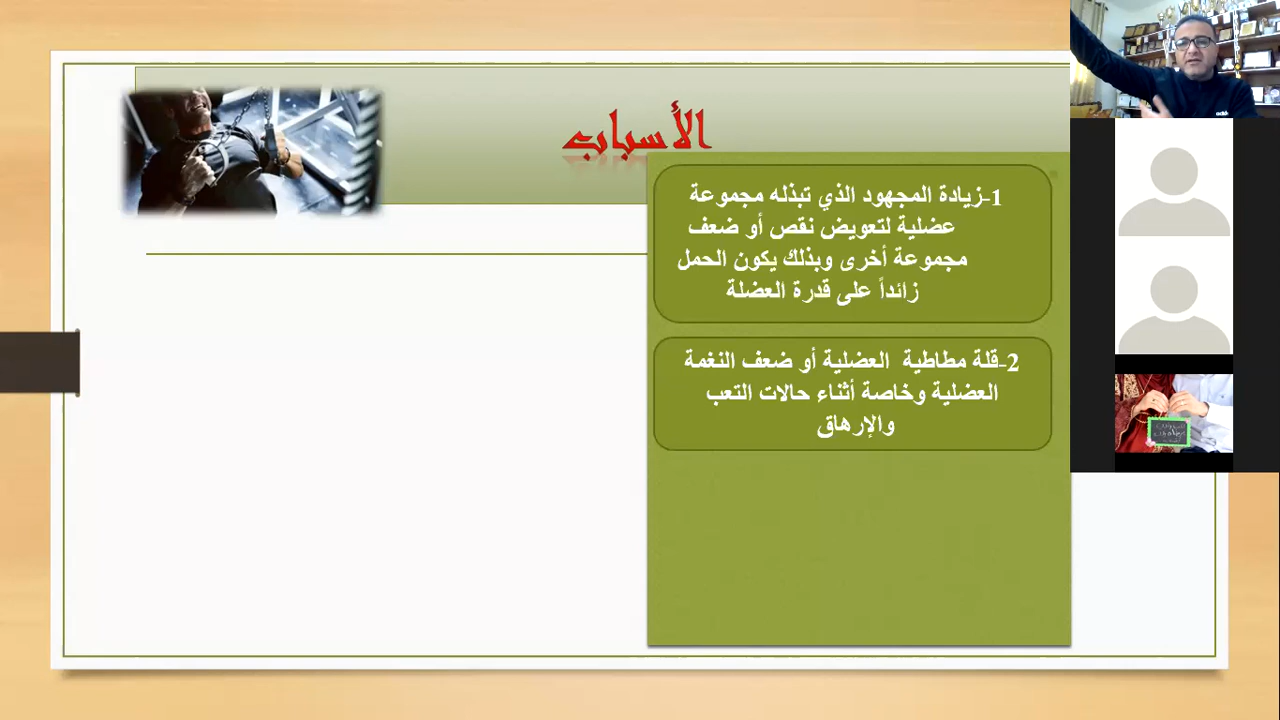 الأسباب
1-زيادة المجهود الذي تبذله مجموعة
عضلية لتعويض نقص أو ضعف
مجموعة أخرى وبذلك يكون الحمل
زائداً على قدرة العضلة
2-قلة مطاطية العضلية أو ضعف النغمة
العضلية وخاصة أثناء حالات التعب
والإرهاق